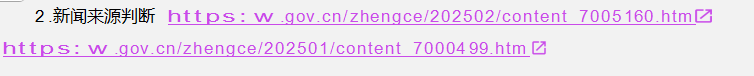 2.新闻来源判断 https: w .gov.cn/zhengce/202502/content_7005160.htm
https: w .gov.cn/zhengce/202501/content_7000499.htm